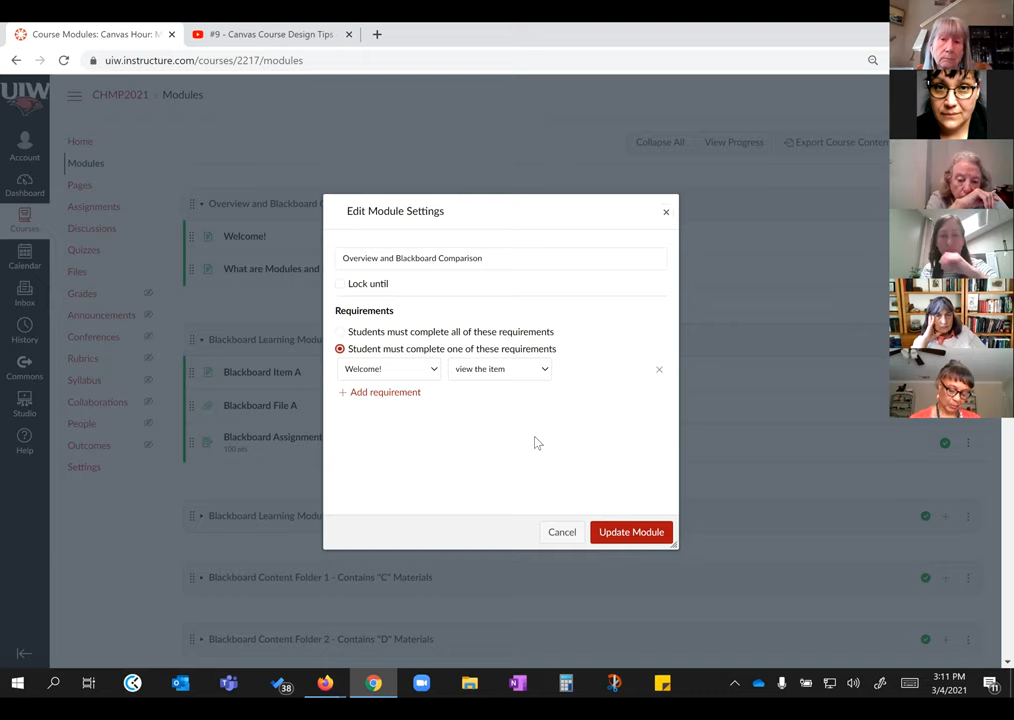 Course Modules: Canvas Hour: M
#9 - Canvas Course Design Tips
uiw.instructure.com/courses/2217/modules
UIW
CHMP2021 › Modules
Account
Dashboard
Courses
Calendar
Inbox
History
Commons
Studio
Help
Home
Modules
Pages
Assignments
Discussions
Quizzes
Files
Grades
Announcements
Conferences
Rubrics
Syllabus
Collaborations
People
Outcomes
Settings
Collapse All
View Progress
Export Course Conten
Overview and Blackboard C
Welcome!
What are Modules and
Blackboard Learning Modu
Blackboard Item A
Blackboard File A
Blackboard Assignment
100 pts
Blackboard Learning Modu
Blackboard Content Folder 1 - Contains "C" Materials
Blackboard Content Folder 2 - Contains "D" Materials
Edit Module Settings
Overview and Blackboard Comparison
Lock until
Requirements
Students must complete all of these requirements
Student must complete one of these requirements
Welcome!
view the item
+ Add requirement
Cancel
Update Module
38
3:11 PM
3/4/2021
11